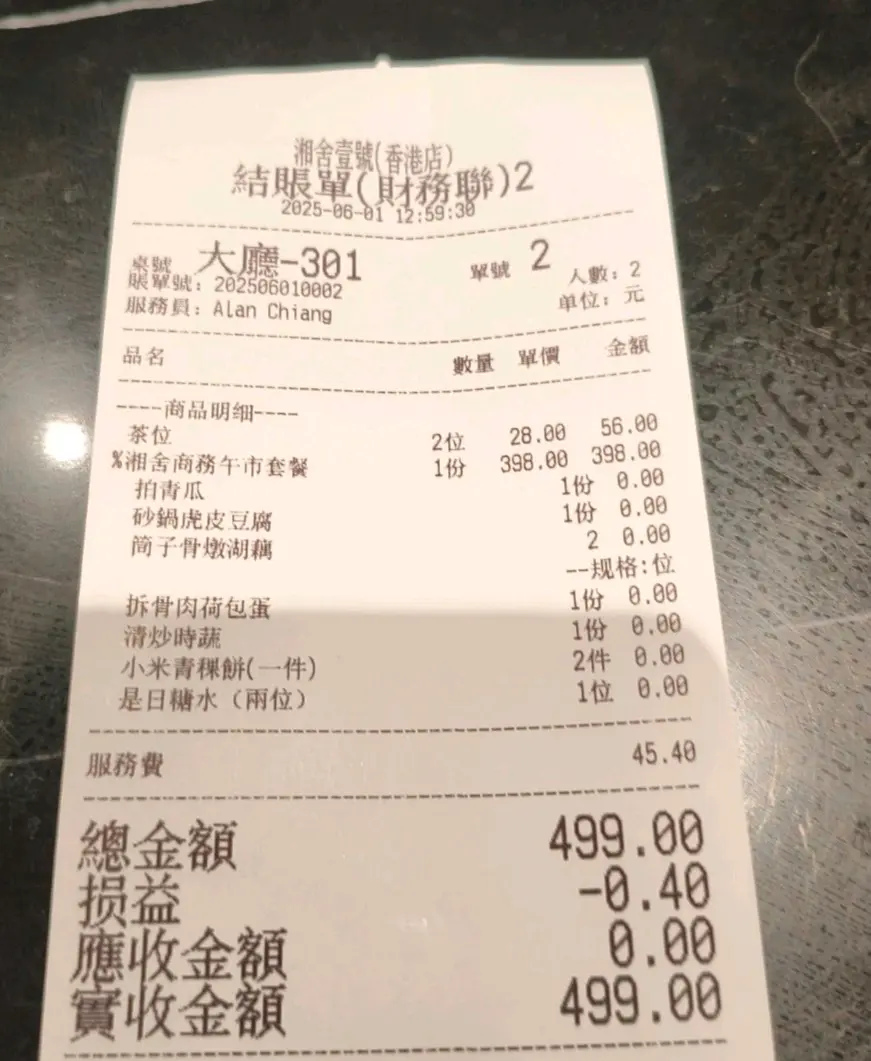 湘舍壹號(香港店)
結賬單(財務聯)2
2025-06-01 12:59:30
桌號 大廳-301 單號 2
賬單號: 202506010002 人數: 2
服務員: Alan Chiang 单位: 元
品名 數量 單價 金額
----商品明细----
茶位 2位 28.00 56.00
%湘舍商務午市套餐 1份 398.00 398.00
拍青瓜 1份 0.00
砂鍋虎皮豆腐 1份 0.00
筒子骨燉湖藕 2 0.00
--规格:位
拆骨肉荷包蛋 1份 0.00
清炒時蔬 1份 0.00
小米青稞餅(一件) 2件 0.00
是日糖水（兩位） 1位 0.00
服務費 45.40
總金額 499.00
损益 -0.40
應收金額 0.00
實收金額 499.00